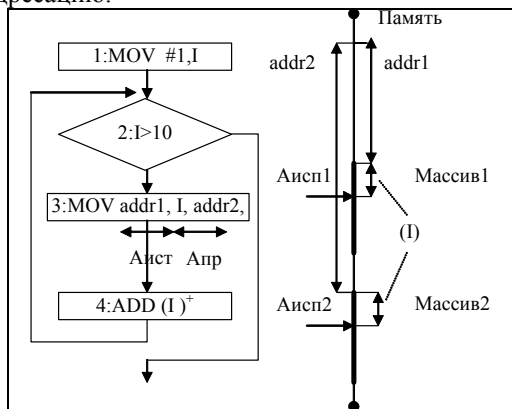 дресацию.
1:MOV #1,I
2:I>10
3:MOV addr1, I, addr2,
Аист Апр
4:ADD (I )⁺
Память
addr2 addr1
Аисп1 Массив1
(I)
Аисп2 Массив2